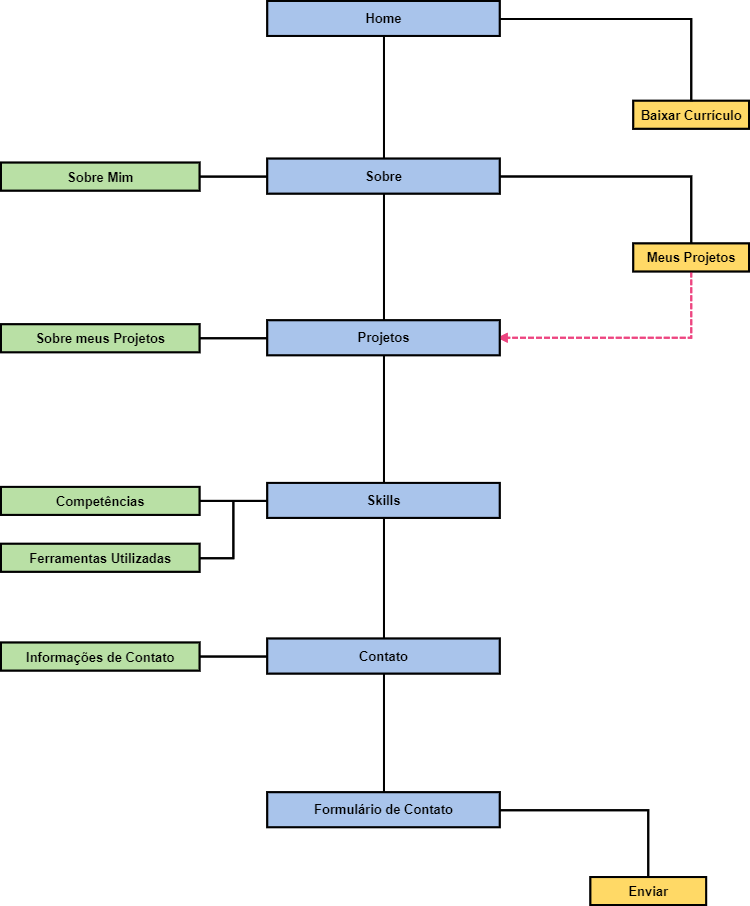 Home
Baixar Currículo
Sobre Mim
Sobre
Meus Projetos
Sobre meus Projetos
Projetos
Competências
Skills
Ferramentas Utilizadas
Informações de Contato
Contato
Formulário de Contato
Enviar